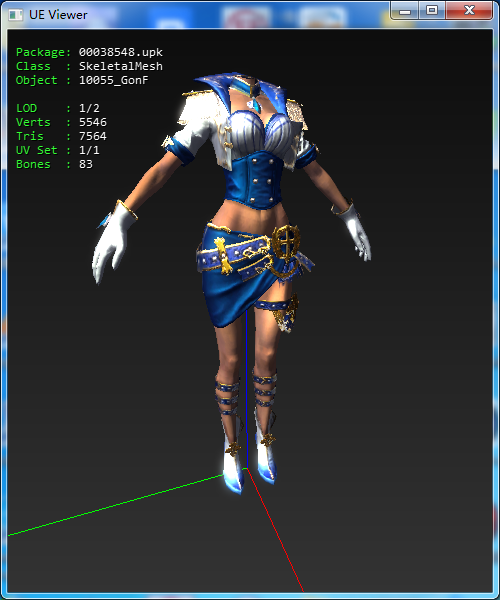 UE Viewer
Package: 00038548.upk
Class : SkeletalMesh
Object : 10055_GonF
LOD : 1/2
Verts : 5546
Tris : 7564
UV Set : 1/1
Bones : 83